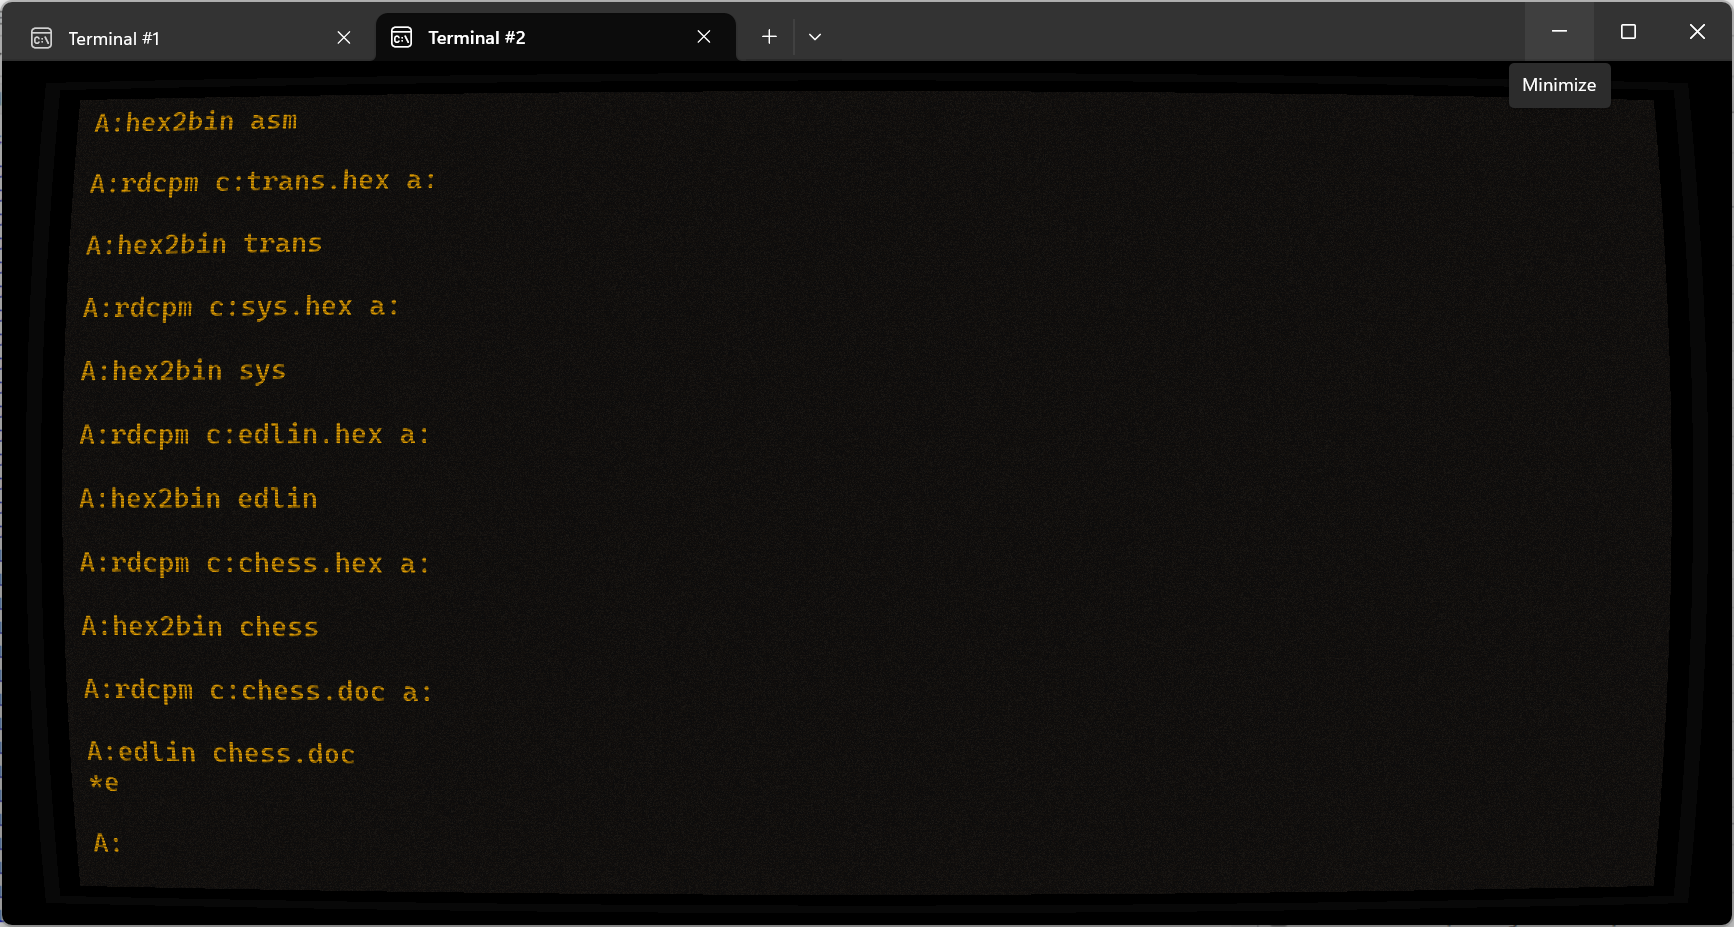 Terminal #1
Terminal #2
Minimize
A:hex2bin asm
A:rdcpm c:trans.hex a:
A:hex2bin trans
A:rdcpm c:sys.hex a:
A:hex2bin sys
A:rdcpm c:edlin.hex a:
A:hex2bin edlin
A:rdcpm c:chess.hex a:
A:hex2bin chess
A:rdcpm c:chess.doc a:
A:edlin chess.doc
*e
A: